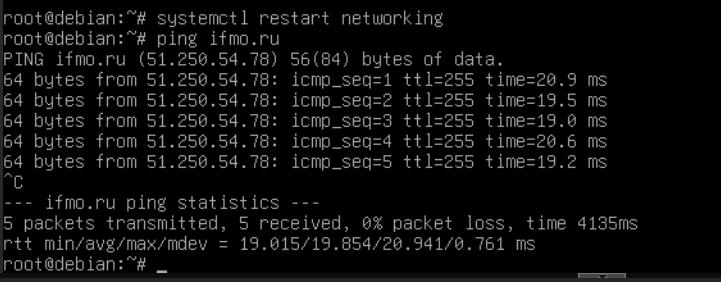 root@debian:~# systemctl restart networking
root@debian:~# ping ifmo.ru
PING ifmo.ru (51.250.54.78) 56(84) bytes of data.
64 bytes from 51.250.54.78: icmp_seq=1 ttl=255 time=20.9 ms
64 bytes from 51.250.54.78: icmp_seq=2 ttl=255 time=19.5 ms
64 bytes from 51.250.54.78: icmp_seq=3 ttl=255 time=19.0 ms
64 bytes from 51.250.54.78: icmp_seq=4 ttl=255 time=20.6 ms
64 bytes from 51.250.54.78: icmp_seq=5 ttl=255 time=19.2 ms
^C
--- ifmo.ru ping statistics ---
5 packets transmitted, 5 received, 0% packet loss, time 4135ms
rtt min/avg/max/mdev = 19.015/19.854/20.941/0.761 ms
root@debian:~# _